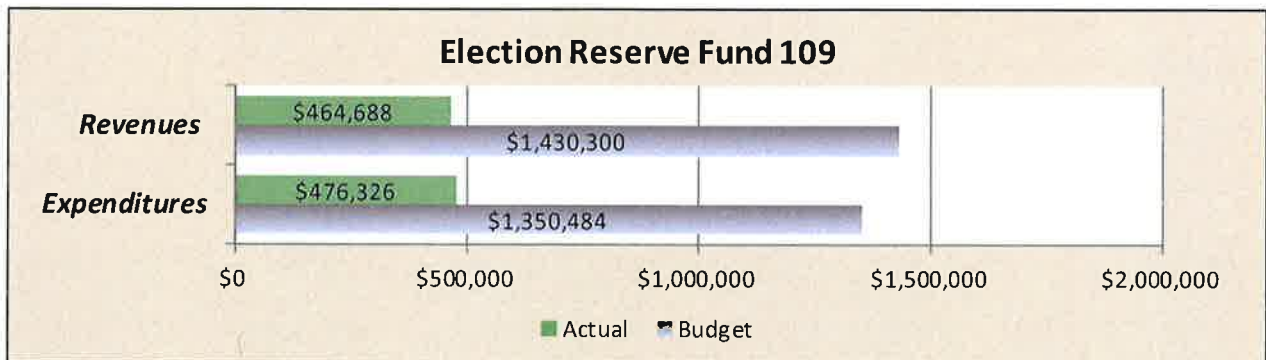 Election Reserve Fund 109
Revenues
$464,688
$1,430,300
Expenditures
$476,326
$1,350,484
$0 $500,000 $1,000,000 $1,500,000 $2,000,000
Actual Budget